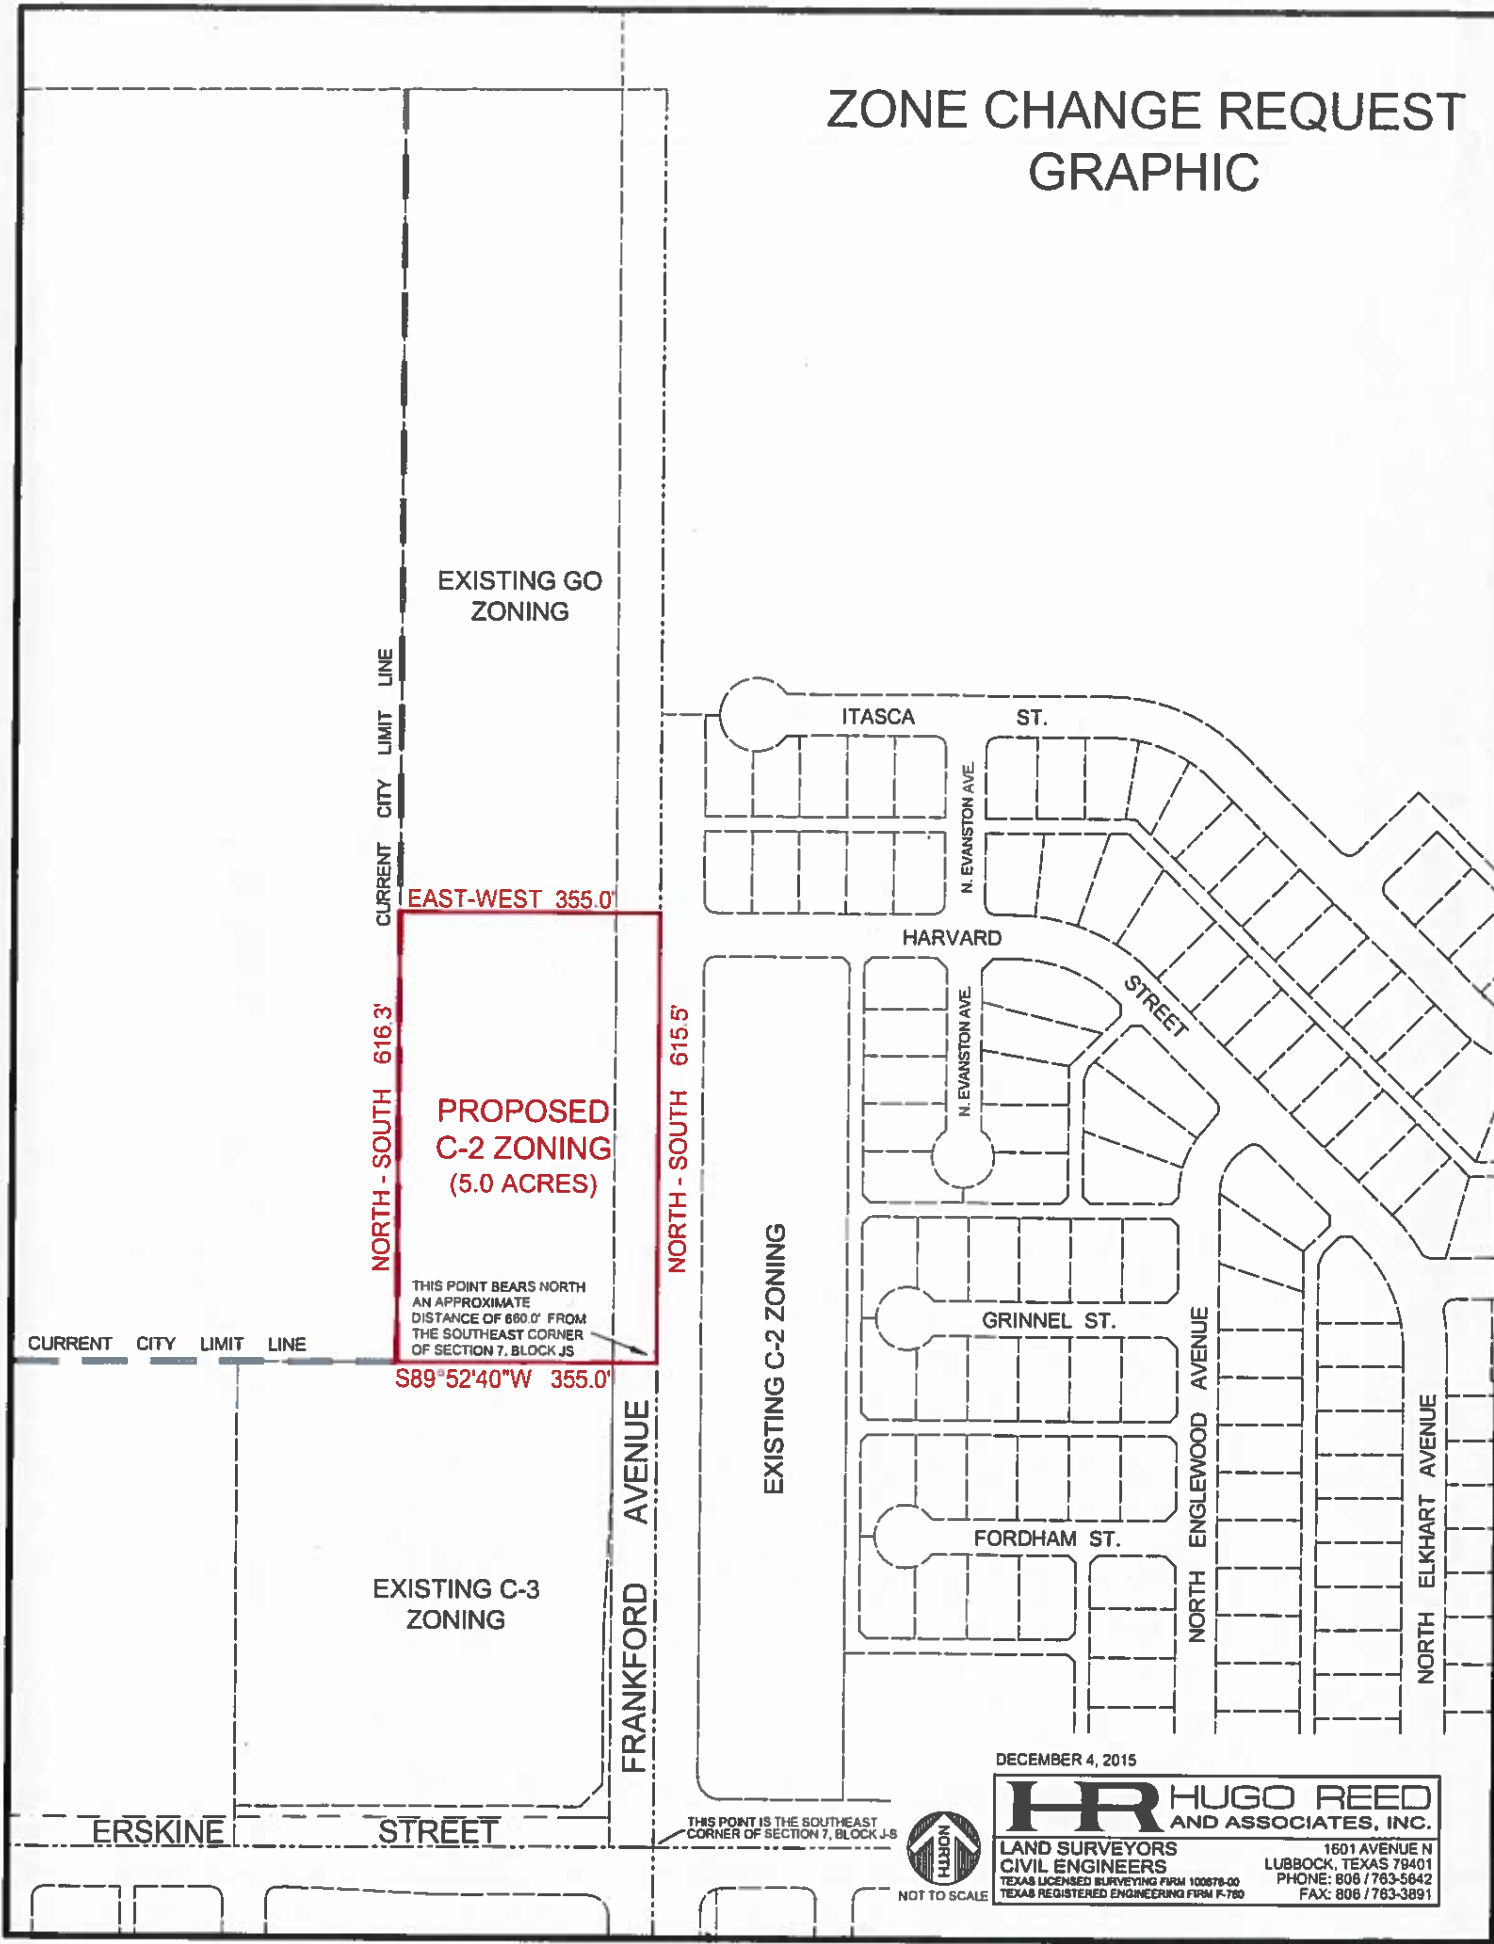 ZONE CHANGE REQUEST
GRAPHIC
EXISTING GO
ZONING
CURRENT CITY LIMIT LINE
ITASCA ST.
N. EVANSTON AVE.
EAST-WEST 355.0'
HARVARD
STREET
N. EVANSTON AVE.
NORTH - SOUTH 616.3'
NORTH - SOUTH 615.5'
PROPOSED
C-2 ZONING
(5.0 ACRES)
THIS POINT BEARS NORTH
AN APPROXIMATE
DISTANCE OF 660.0' FROM
THE SOUTHEAST CORNER
OF SECTION 7, BLOCK JS
CURRENT CITY LIMIT LINE
S89°52'40"W 355.0'
EXISTING C-2 ZONING
GRINNEL ST.
NORTH ENGLEWOOD AVENUE
NORTH ELKHART AVENUE
FORDHAM ST.
EXISTING C-3
ZONING
FRANKFORD AVENUE
ERSKINE STREET
THIS POINT IS THE SOUTHEAST
CORNER OF SECTION 7, BLOCK J-S
NORTH
NOT TO SCALE
DECEMBER 4, 2015
HR HUGO REED
AND ASSOCIATES, INC.
LAND SURVEYORS
CIVIL ENGINEERS
TEXAS LICENSED SURVEYING FIRM 100676-00
TEXAS REGISTERED ENGINEERING FIRM F-760
1601 AVENUE N
LUBBOCK, TEXAS 79401
PHONE: 806 / 763-5642
FAX: 806 / 763-3891